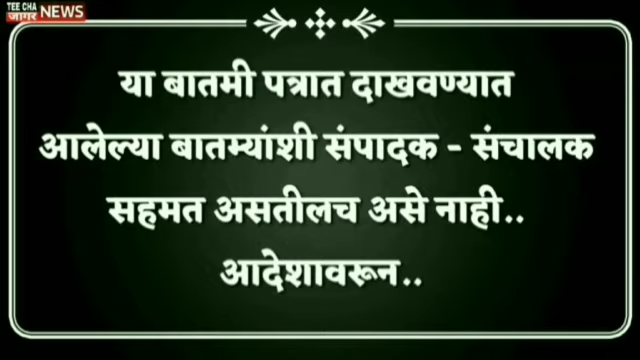 TEE CHA
जागर NEWS
या बातमी पत्रात दाखवण्यात
आलेल्या बातम्यांशी संपादक - संचालक
सहमत असतीलच असे नाही..
आदेशावरून..